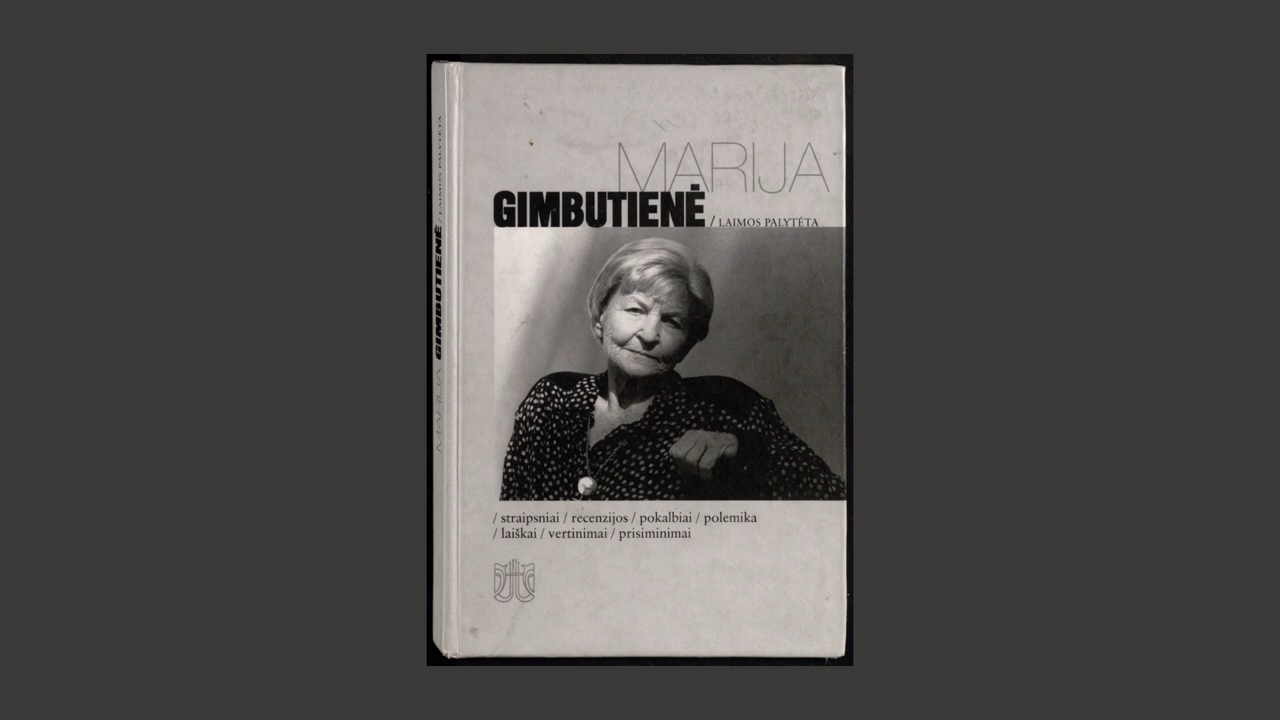 MARIJA
GIMBUTIENĖ / LAIMOS PALYTĖTA
/ straipsniai / recenzijos / pokalbiai / polemika
/ laiškai / vertinimai / prisiminimai
MARIJA GIMBUTIENĖ / LAIMOS PALYTĖTA